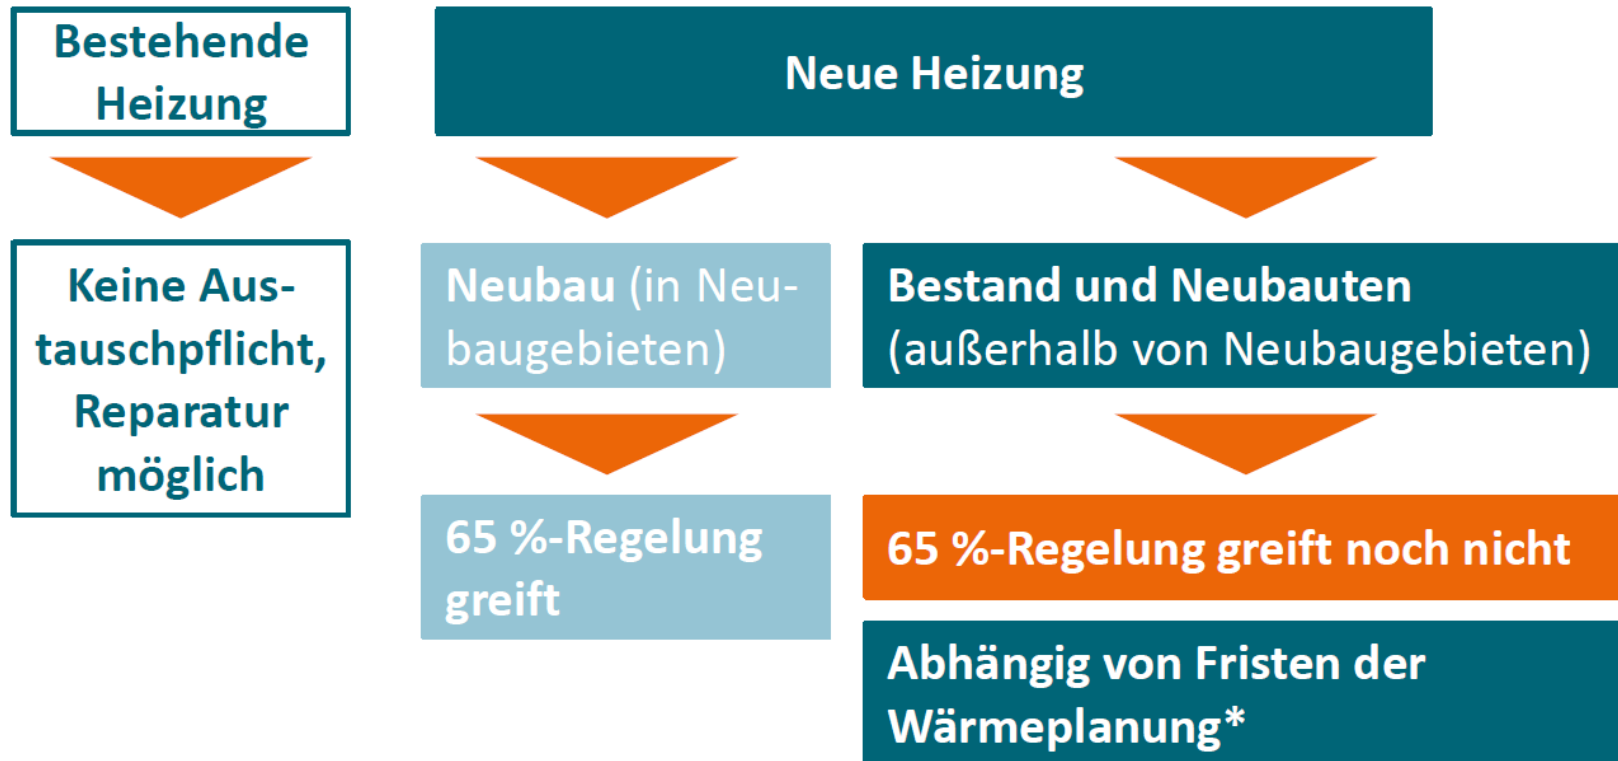 Bestehende
Heizung
Neue Heizung
Keine Aus-
tauschpflicht,
Reparatur
möglich
Neubau (in Neu-
baugebieten)
65 %-Regelung
greift
Bestand und Neubauten
(außerhalb von Neubaugebieten)
65 %-Regelung greift noch nicht
Abhängig von Fristen der
Wärmeplanung*